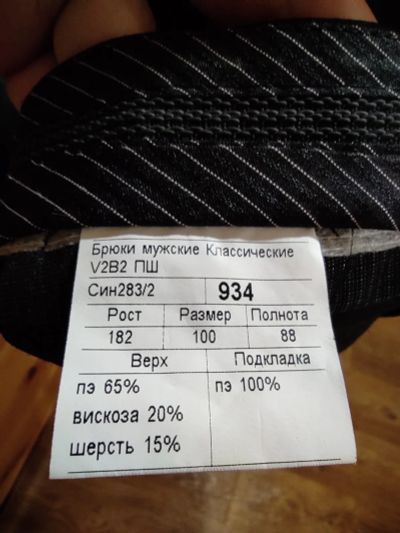 Брюки мужские Классические
V2B2 ПШ
Син283/2 934
Рост Размер Полнота
182 100 88
Верх Подкладка
пэ 65% пэ 100%
вискоза 20%
шерсть 15%